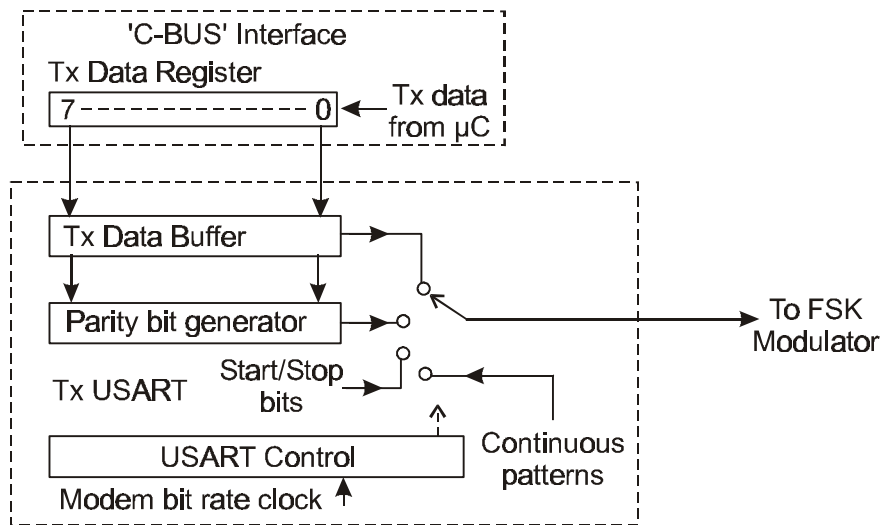 'C-BUS' Interface
Tx Data Register
7 0
Tx data
from µC
Tx Data Buffer
Parity bit generator
To FSK
Modulator
Start/Stop
bits
Tx USART
Continuous
patterns
USART Control
Modem bit rate clock